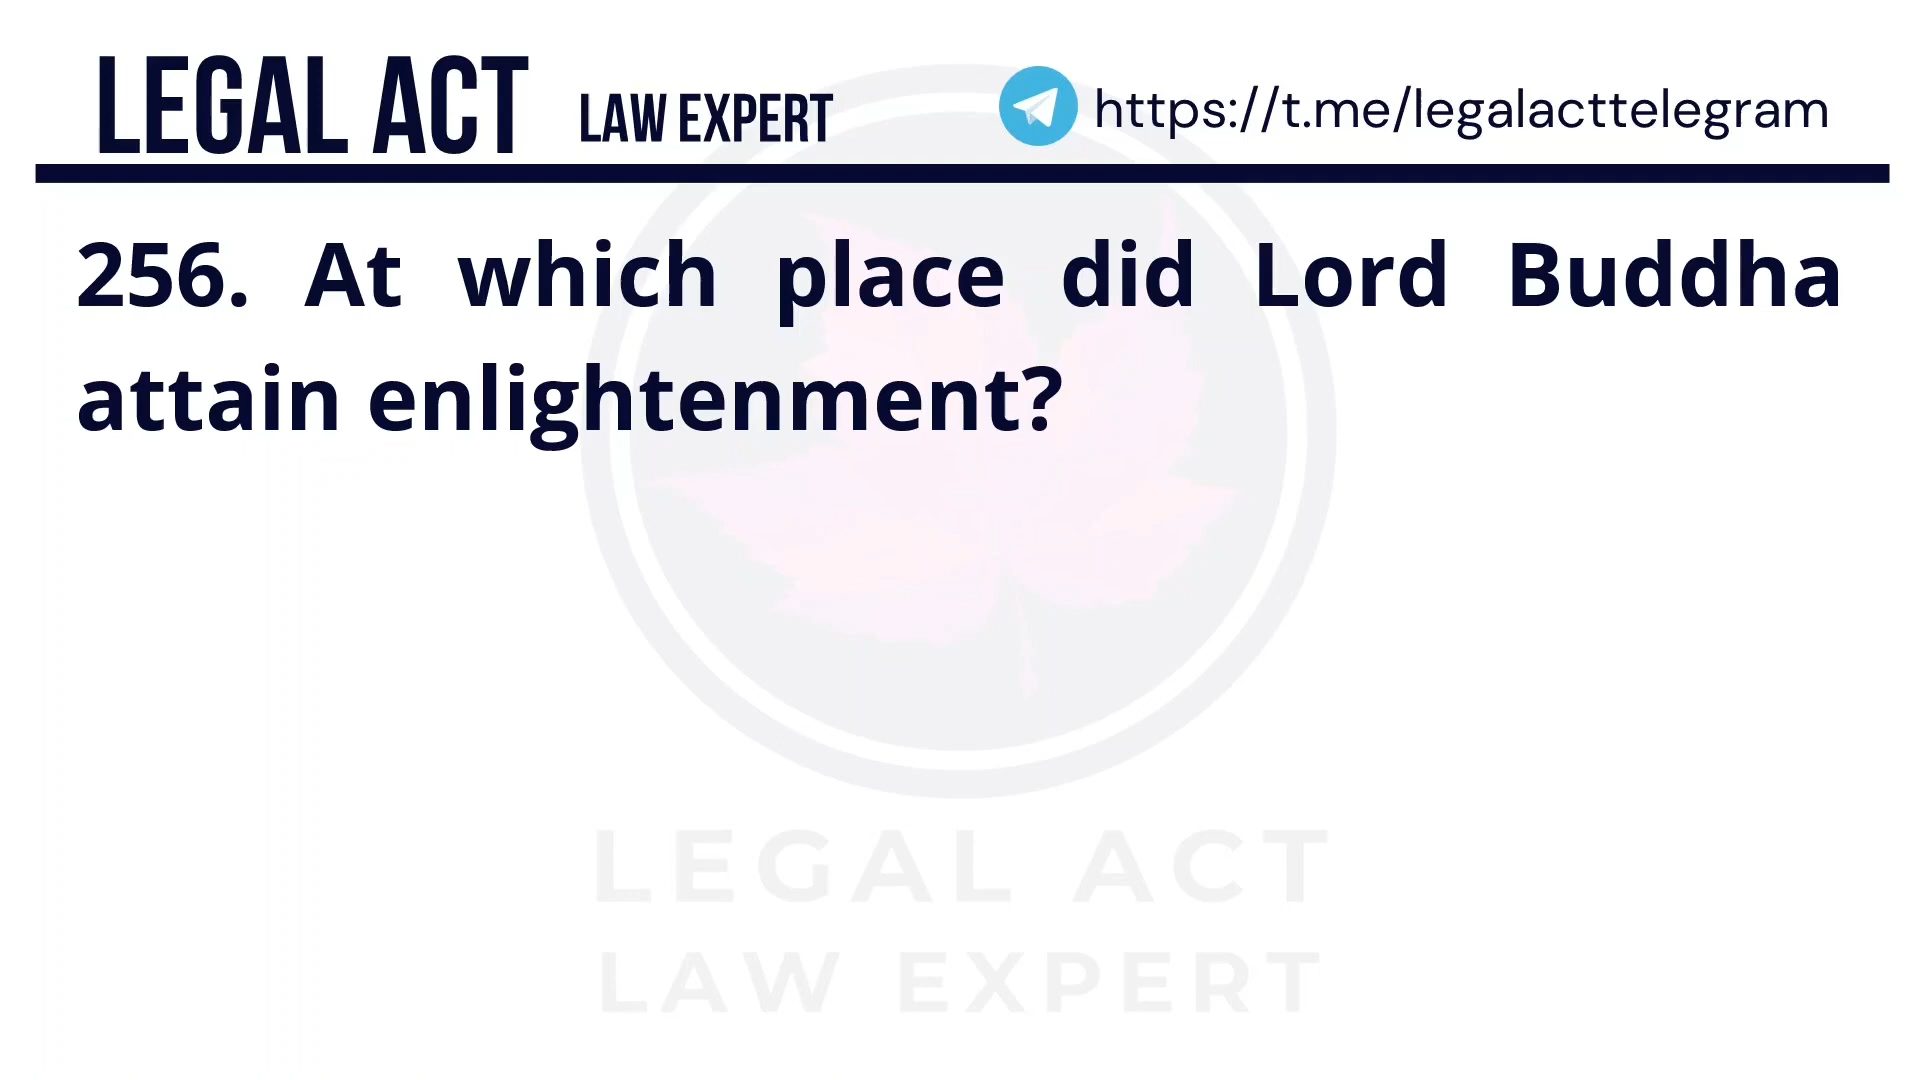 LEGAL ACT LAW EXPERT https://t.me/legalacttelegram
256. At which place did Lord Buddha
attain enlightenment?
LEGAL ACT
LAW EXPERT